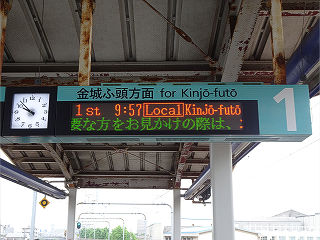 金城ふ頭方面 for Kinjō-futō
1st 9:57[Local]Kinjō-futō
要な方をお見かけの際は、
1